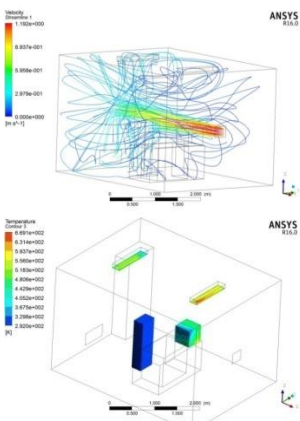 Velocity
Streamline 1
ANSYS
R16.0
1.192e+000
8.937e-001
5.958e-001
2.979e-001
0.000e+000
[m s^-1]
0 1.000 2.000 (m)
0.500 1.500
Temperature
Contour 3
ANSYS
R16.0
6.691e+002
6.314e+002
5.937e+002
5.560e+002
5.183e+002
4.806e+002
4.429e+002
4.052e+002
3.675e+002
3.298e+002
2.920e+002
[K]
0 1.000 2.000 (m)
0.500 1.500